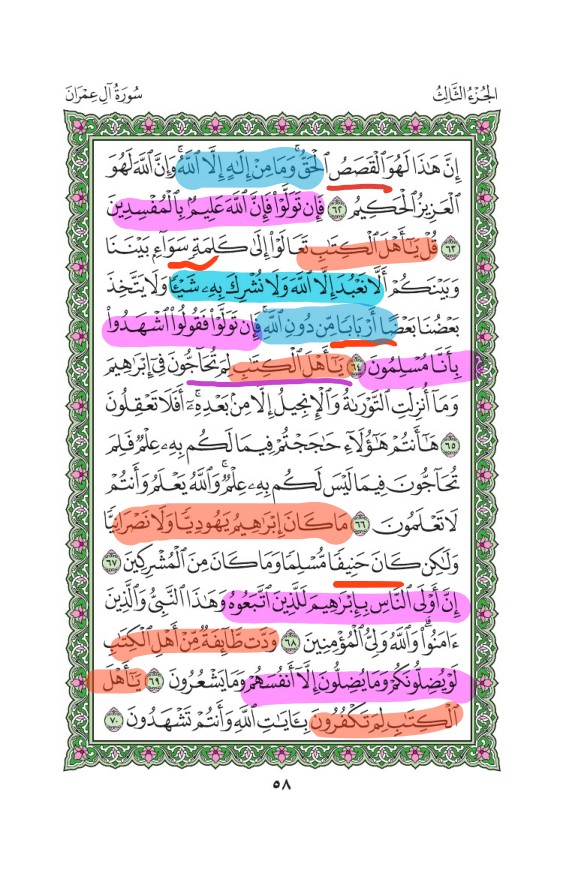 الجُزْءُ الثَّالِثُ
سُورَةُ آلِ عِمْرَانَ
إِنَّ هَٰذَا لَهُوَ ٱلْقَصَصُ ٱلْحَقُّ ۚ وَمَا مِنْ إِلَٰهٍ إِلَّا ٱللَّهُ ۚ وَإِنَّ ٱللَّهَ لَهُوَ
ٱلْعَزِيزُ ٱلْحَكِيمُ ٦٢ فَإِن تَوَلَّوْا۟ فَإِنَّ ٱللَّهَ عَلِيمٌۢ بِٱلْمُفْسِدِينَ
٦٣ قُلْ يَٰٓأَهْلَ ٱلْكِتَٰبِ تَعَالَوْا۟ إِلَىٰ كَلِمَةٍ سَوَآءٍۭ بَيْنَنَا
وَبَيْنَكُمْ أَلَّا نَعْبُدَ إِلَّا ٱللَّهَ وَلَا نُشْرِكَ بِهِۦ شَيْـًٔا وَلَا يَتَّخِذَ
بَعْضُنَا بَعْضًا أَرْبَابًا مِّن دُونِ ٱللَّهِ ۚ فَإِن تَوَلَّوْا۟ فَقُولُوا۟ ٱشْهَدُوا۟
بِأَنَّا مُسْلِمُونَ ٦٤ يَٰٓأَهْلَ ٱلْكِتَٰبِ لِمَ تُحَآجُّونَ فِىٓ إِبْرَٰهِيمَ
وَمَآ أُنزِلَتِ ٱلتَّوْرَىٰةُ وَٱلْإِنجِيلُ إِلَّا مِنۢ بَعْدِهِۦٓ ۚ أَفَلَا تَعْقِلُونَ
٦٥ هَٰٓأَنتُمْ هَٰٓؤُلَآءِ حَٰجَجْتُمْ فِيمَا لَكُم بِهِۦ عِلْمٌ فَلِمَ
تُحَآجُّونَ فِيمَا لَيْسَ لَكُم بِهِۦ عِلْمٌ ۚ وَٱللَّهُ يَعْلَمُ وَأَنتُمْ
لَا تَعْلَمُونَ ٦٦ مَا كَانَ إِبْرَٰهِيمُ يَهُودِيًّا وَلَا نَصْرَانِيًّا
وَلَٰكِن كَانَ حَنِيفًا مُّسْلِمًا وَمَا كَانَ مِنَ ٱلْمُشْرِكِينَ ٦٧
إِنَّ أَوْلَى ٱلنَّاسِ بِإِبْرَٰهِيمَ لَلَّذِينَ ٱتَّبَعُوهُ وَهَٰذَا ٱلنَّبِىُّ وَٱلَّذِينَ
ءَامَنُوا۟ ۗ وَٱللَّهُ وَلِىُّ ٱلْمُؤْمِنِينَ ٦٨ وَدَّت طَّآئِفَةٌ مِّنْ أَهْلِ ٱلْكِتَٰبِ
لَوْ يُضِلُّونَكُمْ وَمَا يُضِلُّونَ إِلَّآ أَنفُسَهُمْ وَمَا يَشْعُرُونَ ٦٩ يَٰٓأَهْلَ
ٱلْكِتَٰبِ لِمَ تَكْفُرُونَ بِـَٔايَٰتِ ٱللَّهِ وَأَنتُمْ تَشْهَدُونَ ٧٠
٥٨